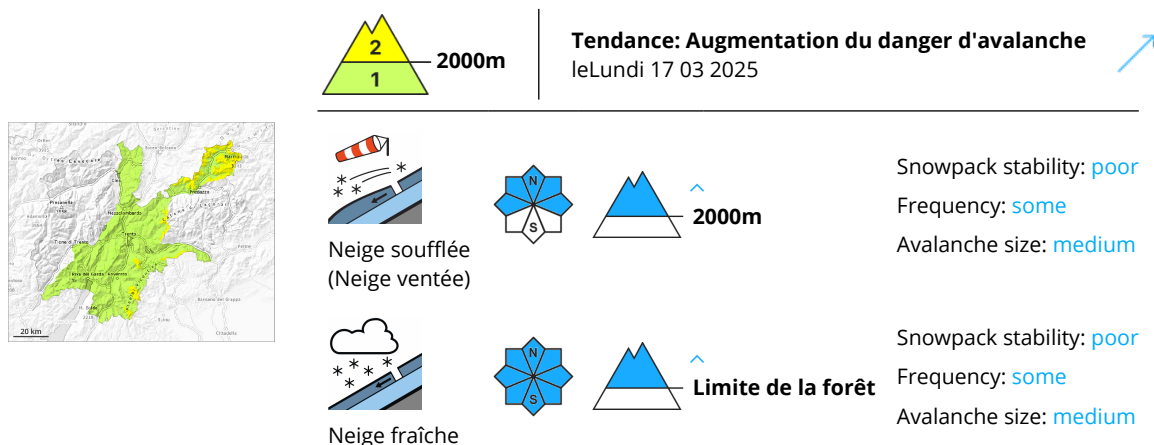 2
2000m
1
Tendance: Augmentation du danger d'avalanche
leLundi 17 03 2025
20 km
Trento
N
S
2000m
Neige soufflée
(Neige ventée)
Snowpack stability: poor
Frequency: some
Avalanche size: medium
N
S
Limite de la forêt
Neige fraîche
Snowpack stability: poor
Frequency: some
Avalanche size: medium